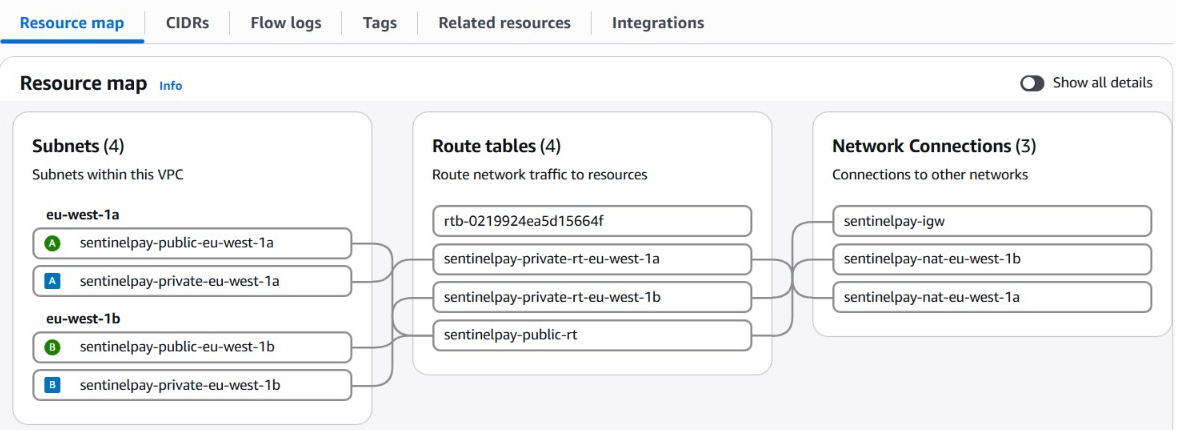 Resource map CIDRs Flow logs Tags Related resources Integrations
Resource map Info Show all details
Subnets (4)
Subnets within this VPC
eu-west-1a
A sentinelpay-public-eu-west-1a
A sentinelpay-private-eu-west-1a
eu-west-1b
B sentinelpay-public-eu-west-1b
B sentinelpay-private-eu-west-1b
Route tables (4)
Route network traffic to resources
rtb-0219924ea5d15664f
sentinelpay-private-rt-eu-west-1a
sentinelpay-private-rt-eu-west-1b
sentinelpay-public-rt
Network Connections (3)
Connections to other networks
sentinelpay-igw
sentinelpay-nat-eu-west-1b
sentinelpay-nat-eu-west-1a